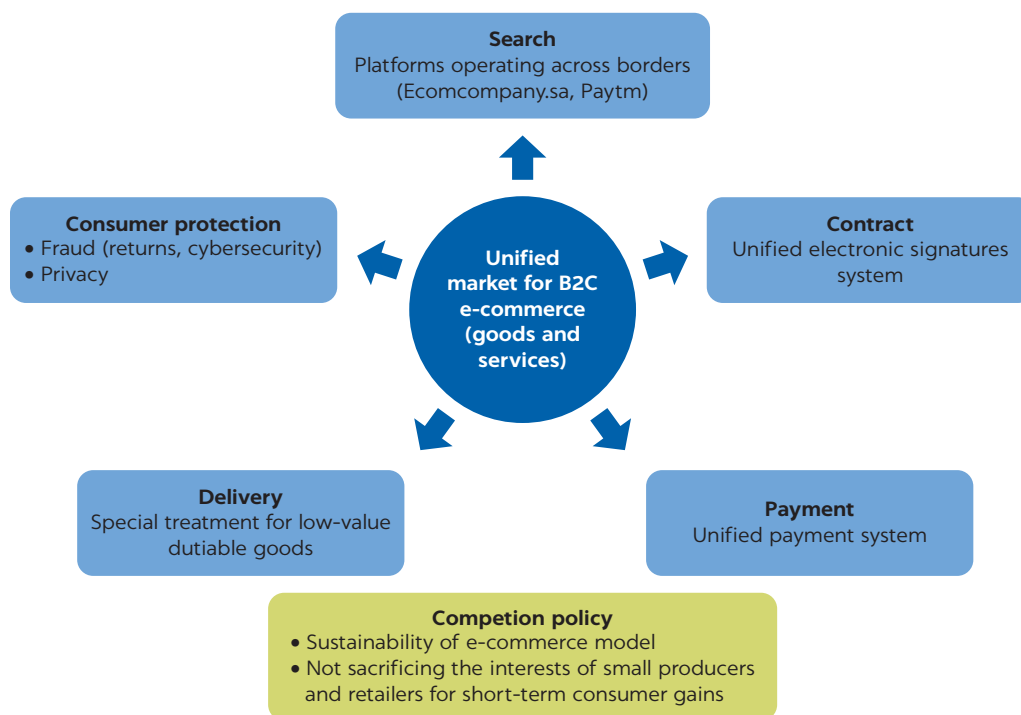 Search
Platforms operating across borders
(Ecomcompany.sa, Paytm)
Consumer protection
• Fraud (returns, cybersecurity)
• Privacy
Unified
market for B2C
e-commerce
(goods and
services)
Contract
Unified electronic signatures
system
Delivery
Special treatment for low-value
dutiable goods
Payment
Unified payment system
Competion policy
• Sustainability of e-commerce model
• Not sacrificing the interests of small producers
and retailers for short-term consumer gains